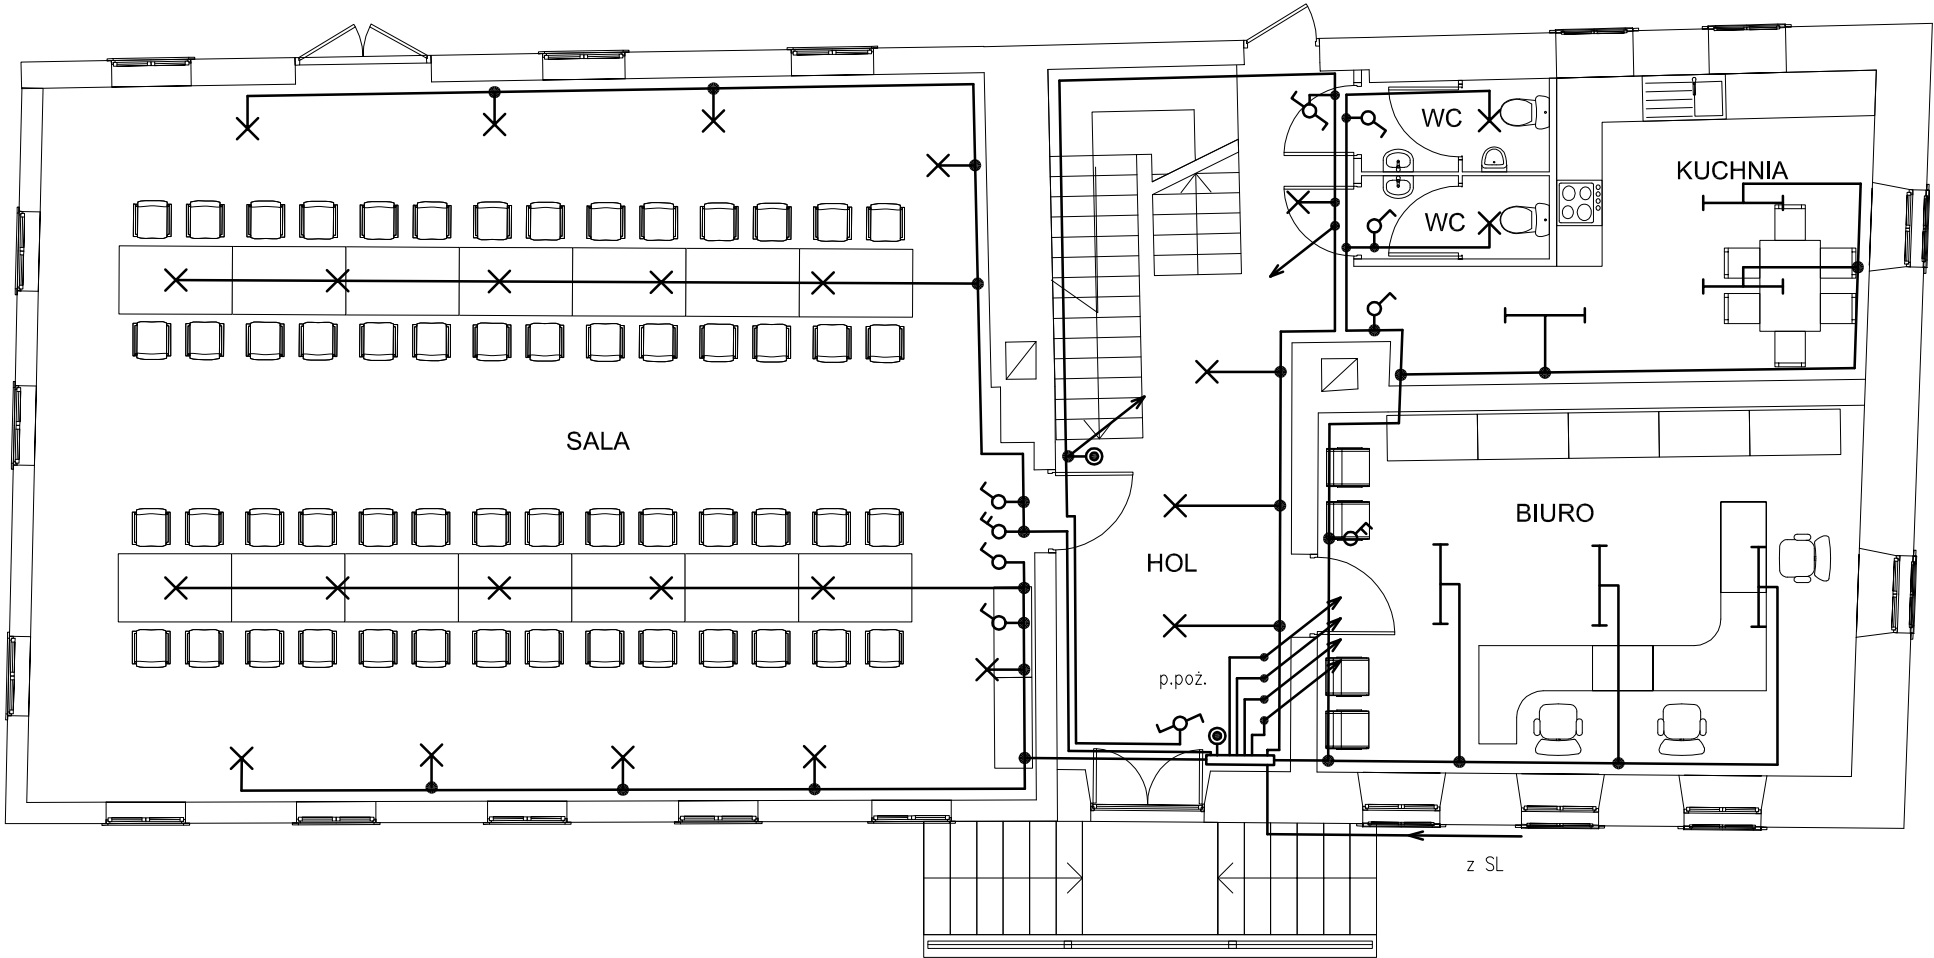 WC
KUCHNIA
WC
SALA
BIURO
HOL
p.poż.
z SL